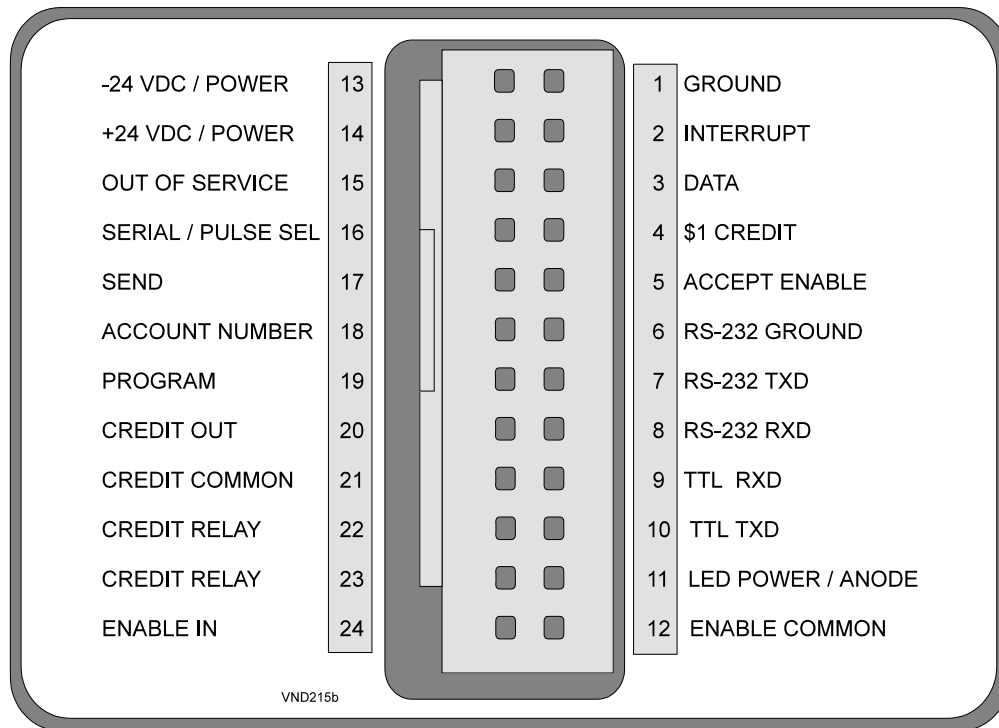 -24 VDC / POWER 13 1 GROUND
+24 VDC / POWER 14 2 INTERRUPT
OUT OF SERVICE 15 3 DATA
SERIAL / PULSE SEL 16 4 $1 CREDIT
SEND 17 5 ACCEPT ENABLE
ACCOUNT NUMBER 18 6 RS-232 GROUND
PROGRAM 19 7 RS-232 TXD
CREDIT OUT 20 8 RS-232 RXD
CREDIT COMMON 21 9 TTL RXD
CREDIT RELAY 22 10 TTL TXD
CREDIT RELAY 23 11 LED POWER / ANODE
ENABLE IN 24 12 ENABLE COMMON
VND215b